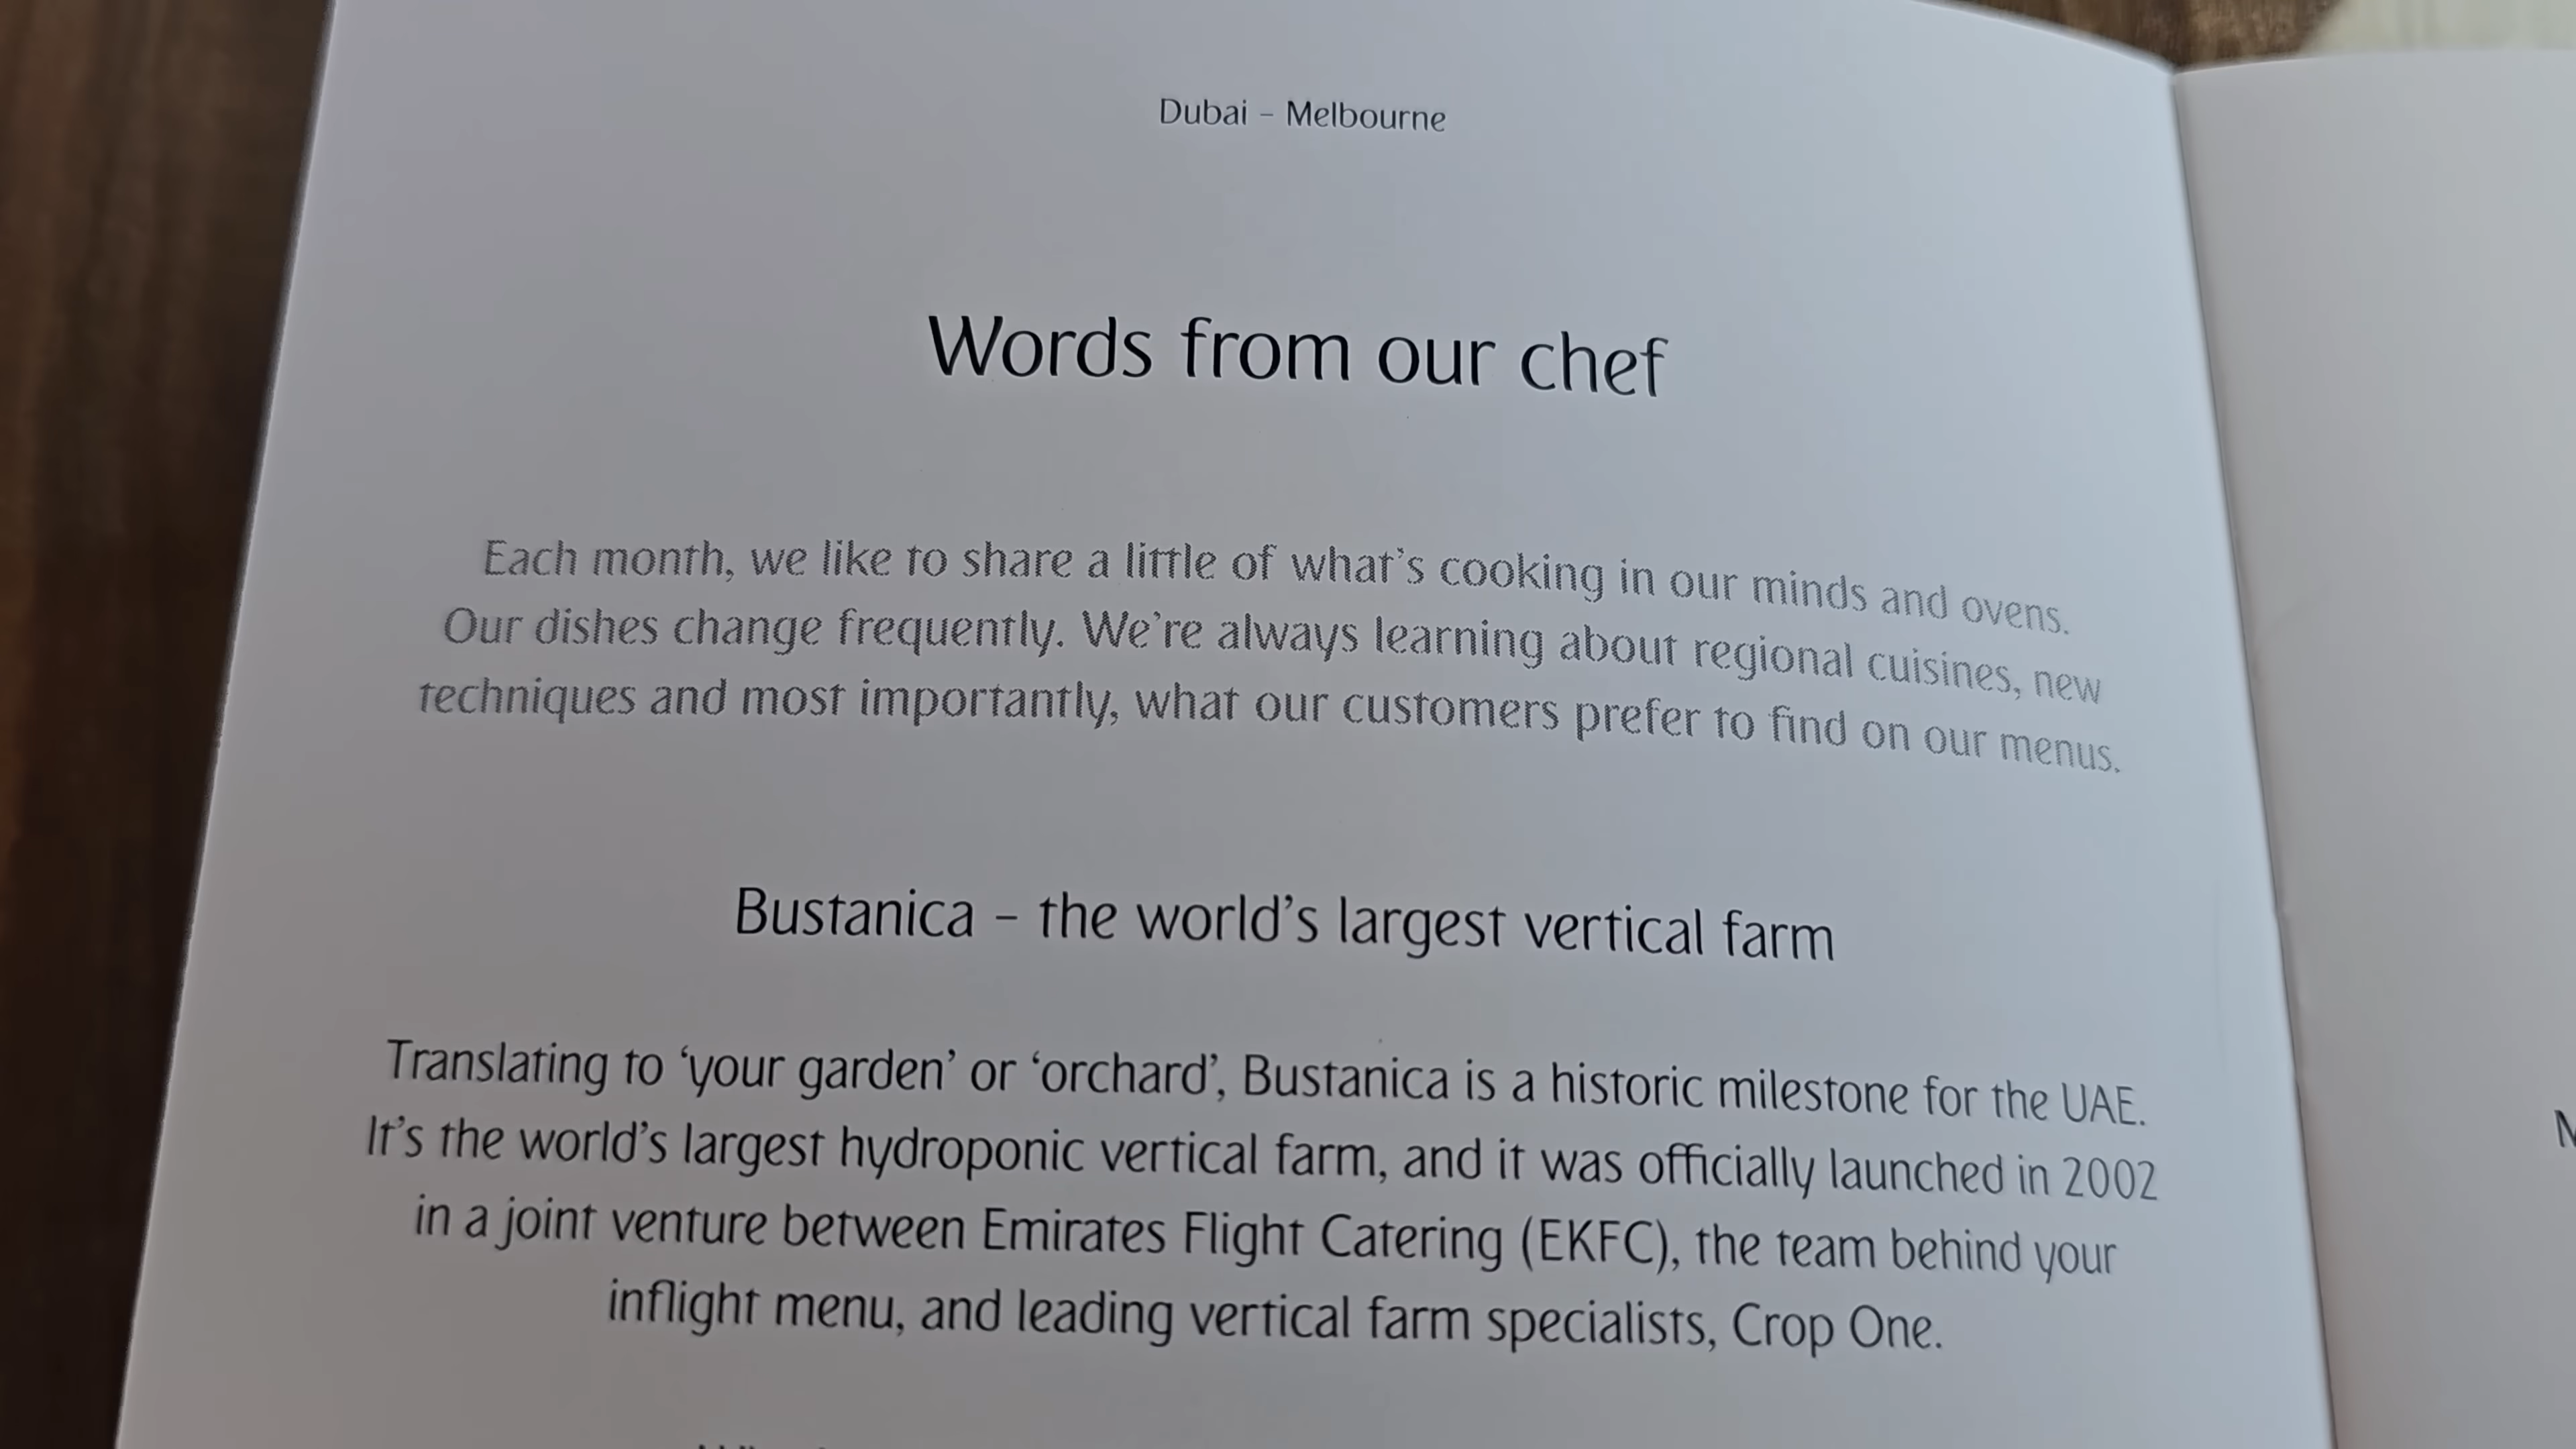 Dubai – Melbourne
Words from our chef
Each month, we like to share a little of what's cooking in our minds and ovens.
Our dishes change frequently. We're always learning about regional cuisines, new
techniques and most importantly, what our customers prefer to find on our menus.
Bustanica – the world's largest vertical farm
Translating to ‘your garden’ or ‘orchard’, Bustanica is a historic milestone for the UAE.
It's the world's largest hydroponic vertical farm, and it was officially launched in 2002
in a joint venture between Emirates Flight Catering (EKFC), the team behind your
inflight menu, and leading vertical farm specialists, Crop One.